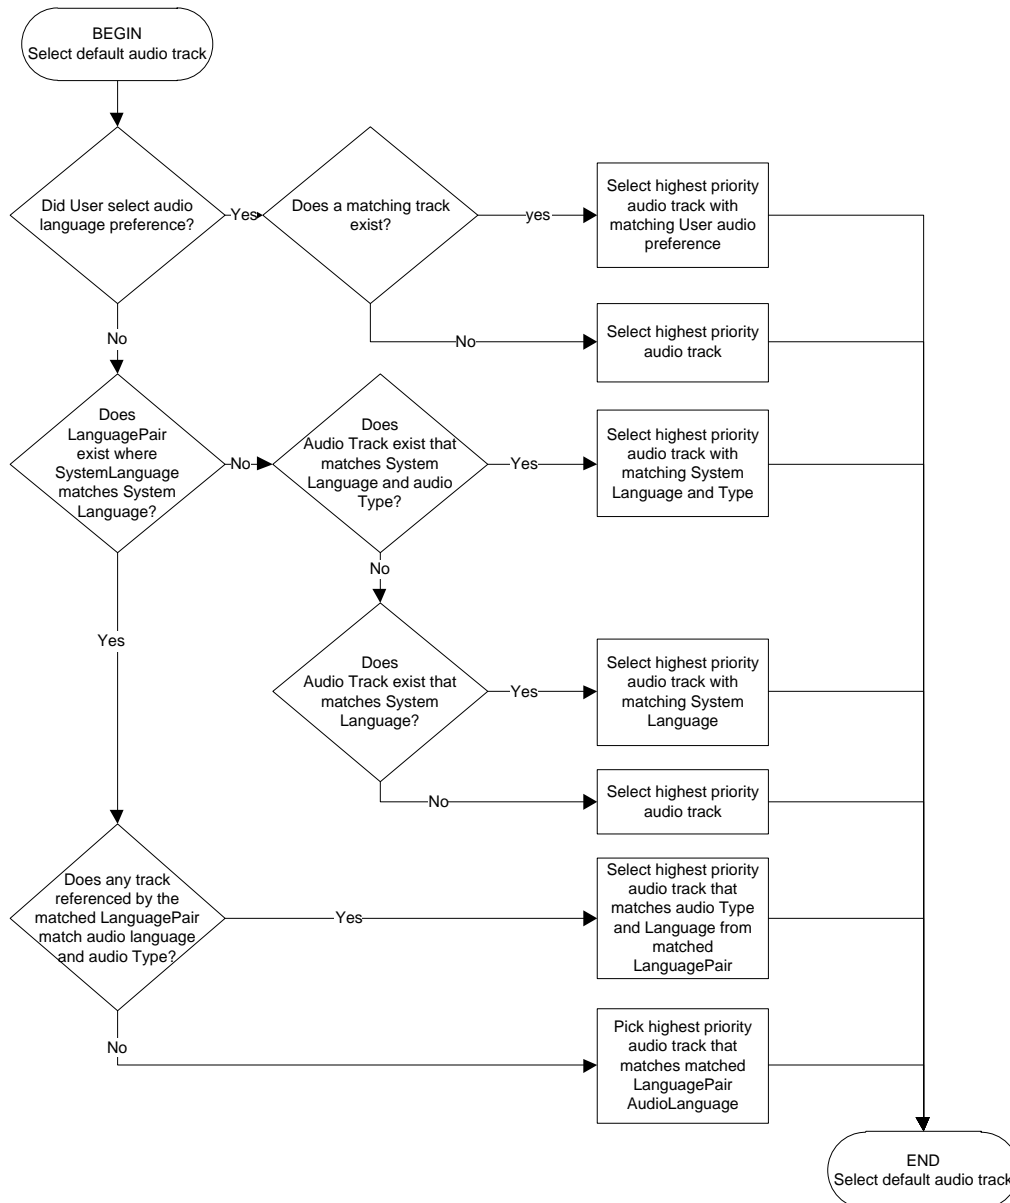 BEGIN
Select default audio track
Did User select audio
language preference?
Yes
Does a matching track
exist?
yes
Select highest priority
audio track with
matching User audio
preference
No
No
Select highest priority
audio track
Does
LanguagePair
exist where
SystemLanguage
matches System
Language?
No
Does
Audio Track exist that
matches System
Language and audio
Type?
Yes
Select highest priority
audio track with
matching System
Language and Type
No
Yes
Does
Audio Track exist that
matches System
Language?
Yes
Select highest priority
audio track with
matching System
Language
No
Select highest priority
audio track
Does any track
referenced by the
matched LanguagePair
match audio language
and audio Type?
Yes
Select highest priority
audio track that
matches audio Type
and Language from
matched
LanguagePair
No
Pick highest priority
audio track that
matches matched
LanguagePair
AudioLanguage
END
Select default audio track